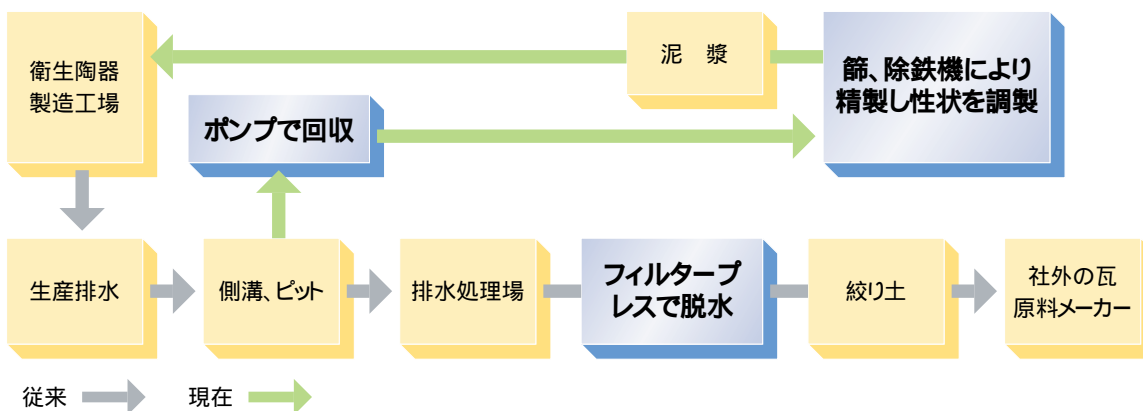 衛生陶器
製造工場
泥　漿
篩、除鉄機により
精製し性状を調製
ポンプで回収
生産排水
側溝、ピット
排水処理場
フィルタープ
レスで脱水
絞り土
社外の瓦
原料メーカー
従来
現在